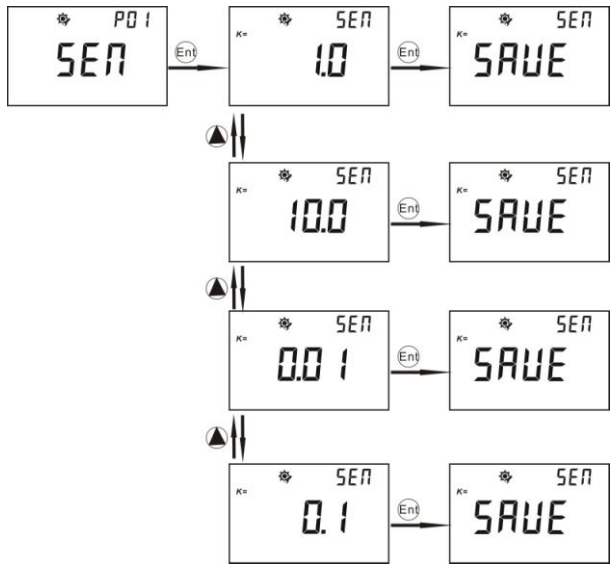 P01
SEN
Ent
K=
SEN
1.0
Ent
K=
SEN
SAVE
K=
SEN
10.0
Ent
K=
SEN
SAVE
K=
SEN
0.01
Ent
K=
SEN
SAVE
K=
SEN
0.1
Ent
K=
SEN
SAVE